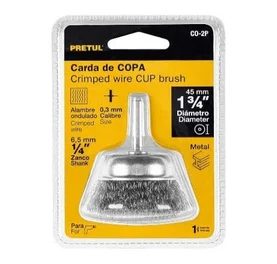 PRETUL
CO-2P
Carda de COPA
Crimped wire CUP brush
Alambre ondulado
Crimped wire
0,3 mm
Calibre
Size
45 mm
1 3/4"
Diámetro
Diameter
6,5 mm
1/4"
Zanco
Shank
Metal
Para
For
1